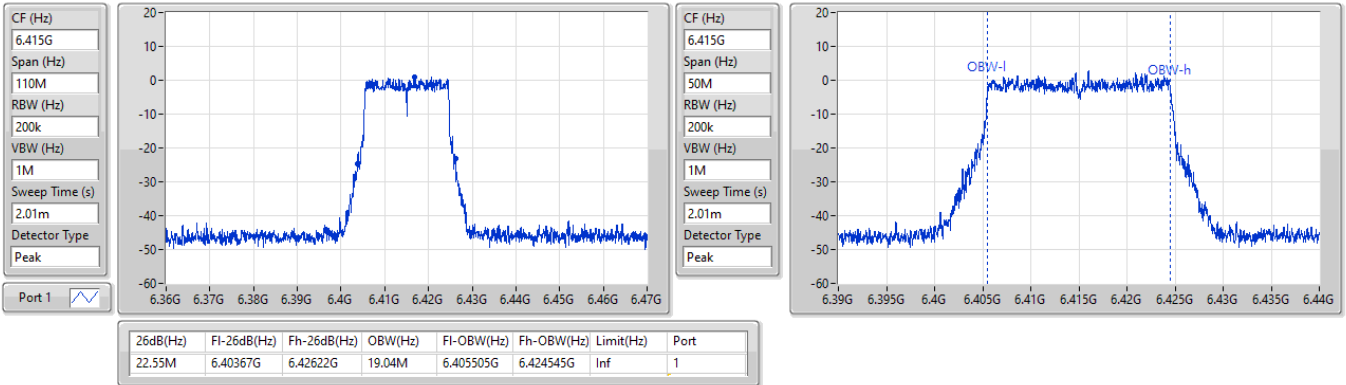 CF (Hz)
6.415G
Span (Hz)
110M
RBW (Hz)
200k
VBW (Hz)
1M
Sweep Time (s)
2.01m
Detector Type
Peak
Port 1
20
10
0
-10
-20
-30
-40
-50
-60
6.36G 6.37G 6.38G 6.39G 6.4G 6.41G 6.42G 6.43G 6.44G 6.45G 6.46G 6.47G
CF (Hz)
6.415G
Span (Hz)
50M
RBW (Hz)
200k
VBW (Hz)
1M
Sweep Time (s)
2.01m
Detector Type
Peak
20
10
0
-10
-20
-30
-40
-50
-60
OBW-l
OBW-h
6.39G 6.395G 6.4G 6.405G 6.41G 6.415G 6.42G 6.425G 6.43G 6.435G 6.44G
26dB(Hz) Fl-26dB(Hz) Fh-26dB(Hz) OBW(Hz) Fl-OBW(Hz) Fh-OBW(Hz) Limit(Hz) Port
22.55M 6.40367G 6.42622G 19.04M 6.405505G 6.424545G Inf 1